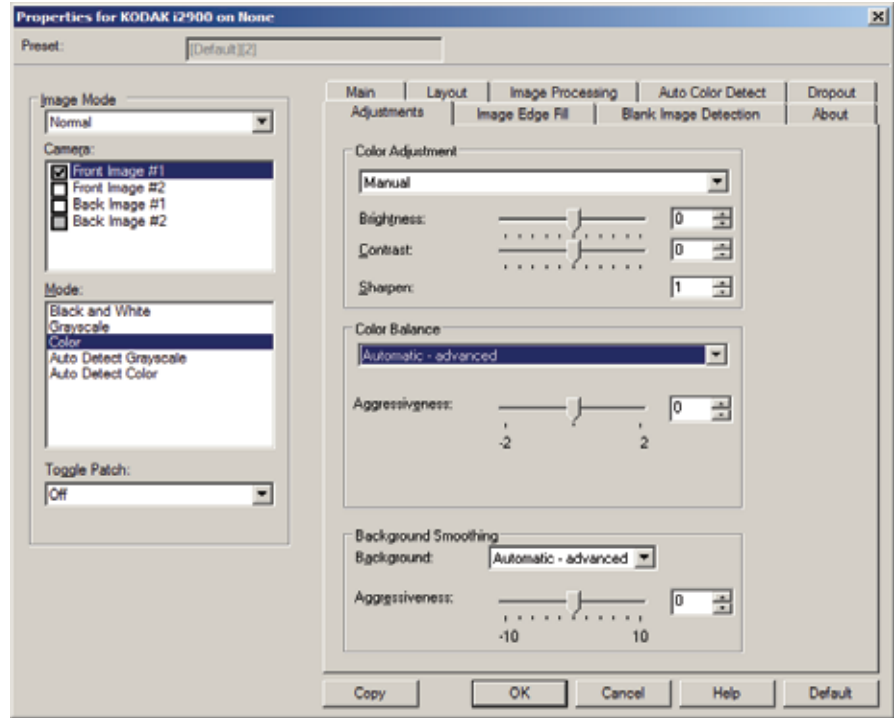 Properties for KODAK i2900 on None
Preset:
[Default][2]
Image Mode
Normal
Camera:
Front Image #1
Front Image #2
Back Image #1
Back Image #2
Mode:
Black and White
Grayscale
Color
Auto Detect Grayscale
Auto Detect Color
Toggle Patch:
Off
Main Layout Image Processing Auto Color Detect Dropout
Adjustments Image Edge Fill Blank Image Detection About
Color Adjustment
Manual
Brightness: 0
Contrast: 0
Sharpen: 1
Color Balance
Automatic - advanced
Aggressiveness: 0
-2 2
Background Smoothing
Background: Automatic - advanced
Aggressiveness: 0
-10 10
Copy OK Cancel Help Default